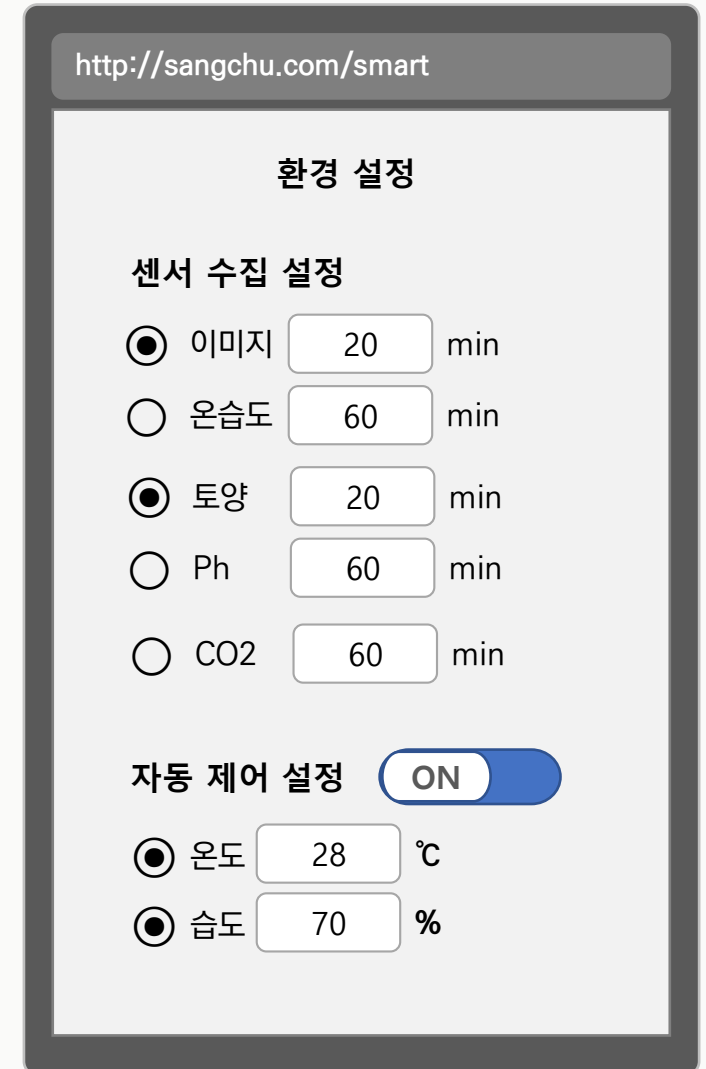 http://sangchu.com/smart
환경 설정
센서 수집 설정
이미지 20 min
온습도 60 min
토양 20 min
Ph 60 min
CO2 60 min
자동 제어 설정 ON
온도 28 ℃
습도 70 %